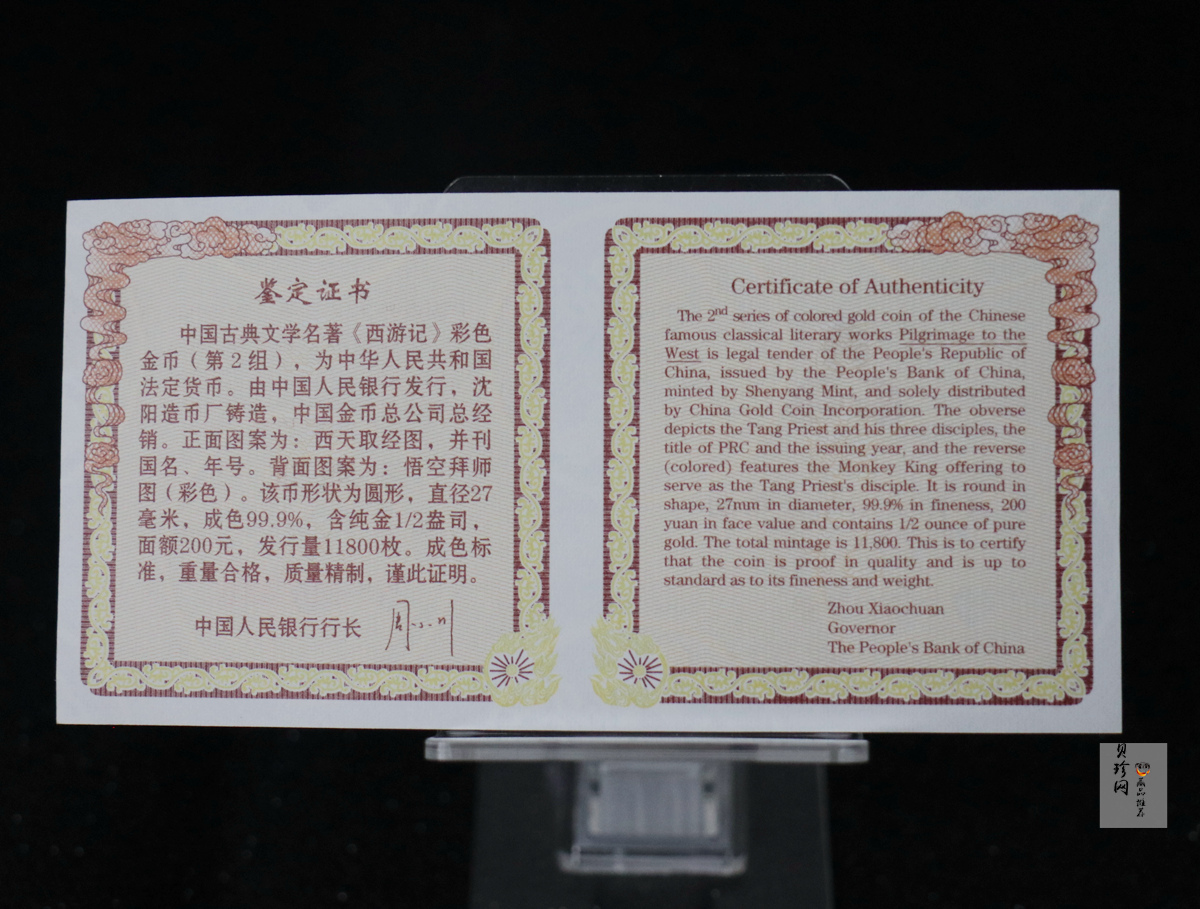 鉴定证书
中国古典文学名著《西游记》彩色
金币（第2组），为中华人民共和国
法定货币。由中国人民银行发行，沈
阳造币厂铸造，中国金币总公司总经
销。正面图案为：西天取经图，并刊
国名、年号。背面图案为：悟空拜师
图（彩色）。该币形状为圆形，直径27
毫米，成色99.9%，含纯金1/2盎司，
面额200元，发行量11800枚。成色标
准，重量合格，质量精制，谨此证明。
中国人民银行行长 周小川
Certificate of Authenticity
The 2nd series of colored gold coin of the Chinese
famous classical literary works Pilgrimage to the
West is legal tender of the People's Republic of
China, issued by the People's Bank of China,
minted by Shenyang Mint, and solely distributed
by China Gold Coin Incorporation. The obverse
depicts the Tang Priest and his three disciples, the
title of PRC and the issuing year, and the reverse
(colored) features the Monkey King offering to
serve as the Tang Priest's disciple. It is round in
shape, 27mm in diameter, 99.9% in fineness, 200
yuan in face value and contains 1/2 ounce of pure
gold. The total mintage is 11,800. This is to certify
that the coin is proof in quality and is up to
standard as to its fineness and weight.
Zhou Xiaochuan
Governor
The People's Bank of China
贝珍网
藏品推荐